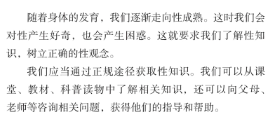 随着身体的发育，我们逐渐走向性成熟。这时我们会
对性产生好奇，也会产生困惑。这就要求我们了解性知
识，树立正确的性观念。
我们应当通过正规途径获取性知识。我们可以从课
堂、教材、科普读物中了解相关知识，还可以向父母、
老师等咨询相关问题，获得他们的指导和帮助。